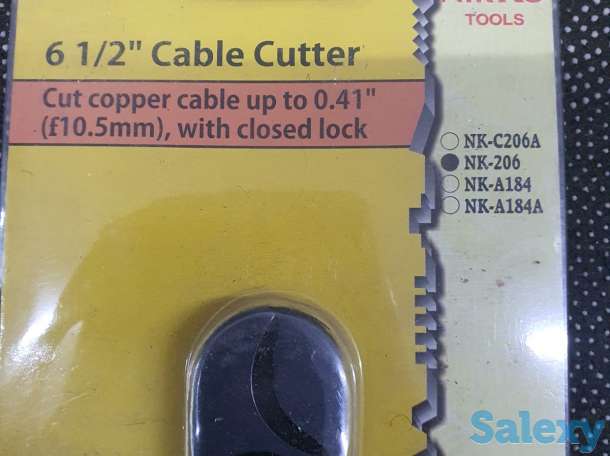 TOOLS
6 1/2" Cable Cutter
Cut copper cable up to 0.41"
(f10.5mm), with closed lock
NK-C206A
NK-206
NK-A184
NK-A184A
Salexy